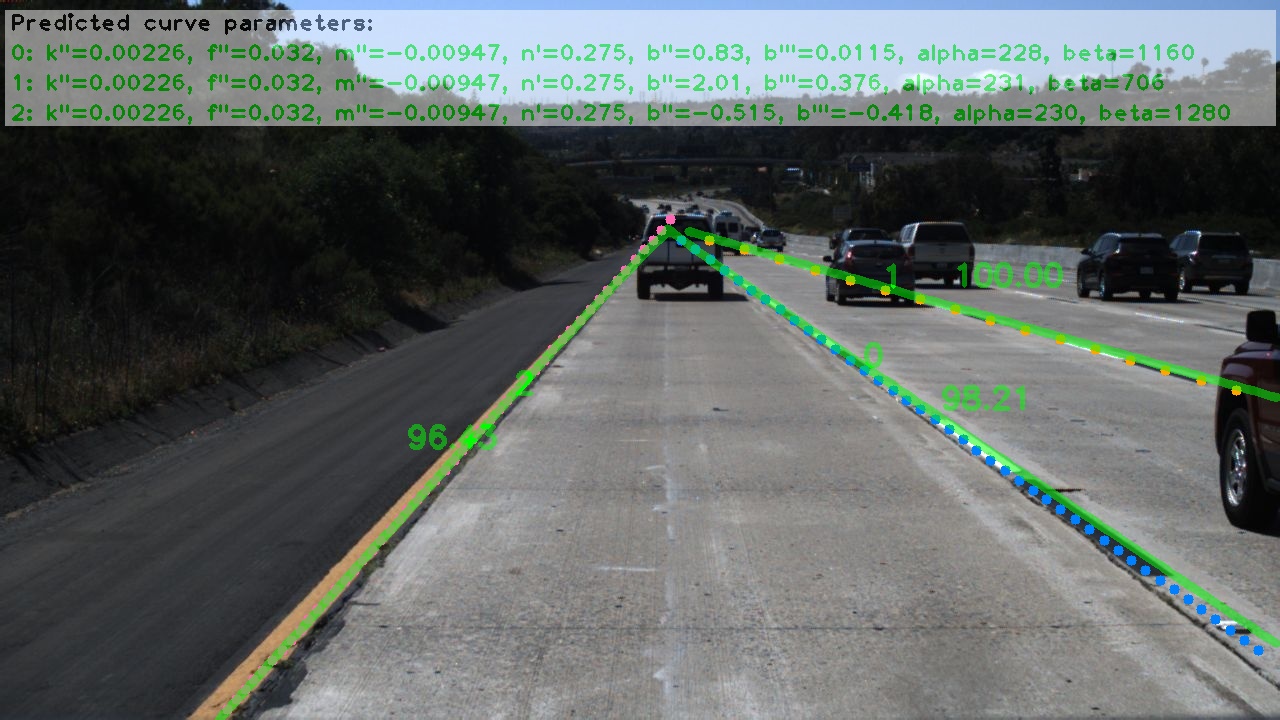 Predicted curve parameters:
0: k''=0.00226, f''=0.032, m''=-0.00947, n'=0.275, b''=0.83, b'''=0.0115, alpha=228, beta=1160
1: k''=0.00226, f''=0.032, m''=-0.00947, n'=0.275, b''=2.01, b'''=0.376, alpha=231, beta=706
2: k''=0.00226, f''=0.032, m''=-0.00947, n'=0.275, b''=-0.515, b'''=-0.418, alpha=230, beta=1280
1 100.00
0
98.21
2
96.43